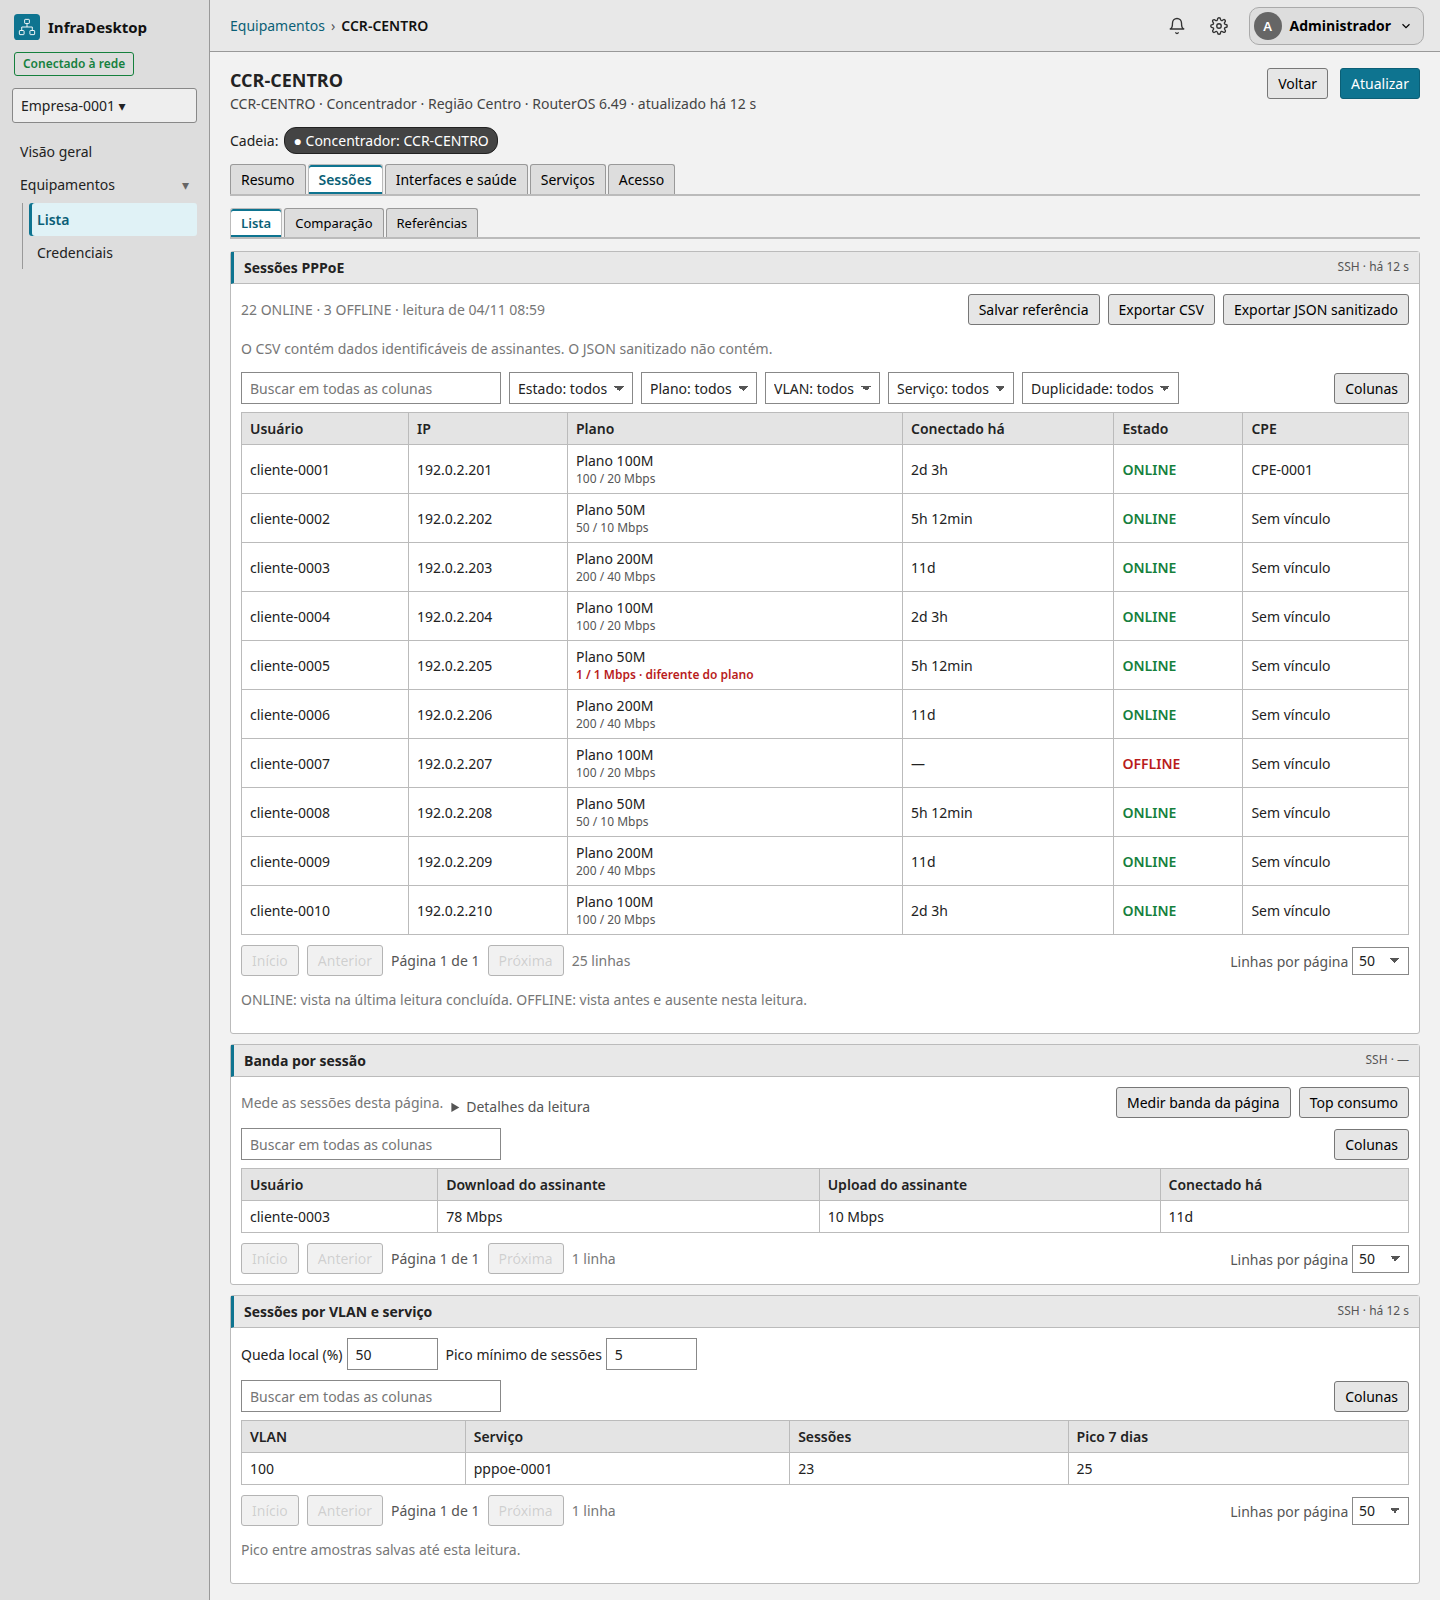 InfraDesktop
Conectado à rede
Empresa-0001 ▾
Visão geral
Equipamentos ▾
Lista
Credenciais
Equipamentos › CCR-CENTRO
A Administrador
CCR-CENTRO
CCR-CENTRO · Concentrador · Região Centro · RouterOS 6.49 · atualizado há 12 s
Voltar Atualizar
Cadeia: ● Concentrador: CCR-CENTRO
Resumo Sessões Interfaces e saúde Serviços Acesso
Lista Comparação Referências
Sessões PPPoE SSH · há 12 s
22 ONLINE · 3 OFFLINE · leitura de 04/11 08:59 Salvar referência Exportar CSV Exportar JSON sanitizado
O CSV contém dados identificáveis de assinantes. O JSON sanitizado não contém.
Buscar em todas as colunas Estado: todos Plano: todos VLAN: todos Serviço: todos Duplicidade: todos Colunas
Usuário IP Plano Conectado há Estado CPE
cliente-0001 192.0.2.201 Plano 100M 2d 3h ONLINE CPE-0001
100 / 20 Mbps
cliente-0002 192.0.2.202 Plano 50M 5h 12min ONLINE Sem vínculo
50 / 10 Mbps
cliente-0003 192.0.2.203 Plano 200M 11d ONLINE Sem vínculo
200 / 40 Mbps
cliente-0004 192.0.2.204 Plano 100M 2d 3h ONLINE Sem vínculo
100 / 20 Mbps
cliente-0005 192.0.2.205 Plano 50M 5h 12min ONLINE Sem vínculo
1 / 1 Mbps · diferente do plano
cliente-0006 192.0.2.206 Plano 200M 11d ONLINE Sem vínculo
200 / 40 Mbps
cliente-0007 192.0.2.207 Plano 100M — OFFLINE Sem vínculo
100 / 20 Mbps
cliente-0008 192.0.2.208 Plano 50M 5h 12min ONLINE Sem vínculo
50 / 10 Mbps
cliente-0009 192.0.2.209 Plano 200M 11d ONLINE Sem vínculo
200 / 40 Mbps
cliente-0010 192.0.2.210 Plano 100M 2d 3h ONLINE Sem vínculo
100 / 20 Mbps
Início Anterior Página 1 de 1 Próxima 25 linhas Linhas por página 50
ONLINE: vista na última leitura concluída. OFFLINE: vista antes e ausente nesta leitura.
Banda por sessão SSH · —
Mede as sessões desta página. ▶ Detalhes da leitura Medir banda da página Top consumo
Buscar em todas as colunas Colunas
Usuário Download do assinante Upload do assinante Conectado há
cliente-0003 78 Mbps 10 Mbps 11d
Início Anterior Página 1 de 1 Próxima 1 linha Linhas por página 50
Sessões por VLAN e serviço SSH · há 12 s
Queda local (%) 50 Pico mínimo de sessões 5
Buscar em todas as colunas Colunas
VLAN Serviço Sessões Pico 7 dias
100 pppoe-0001 23 25
Início Anterior Página 1 de 1 Próxima 1 linha Linhas por página 50
Pico entre amostras salvas até esta leitura.